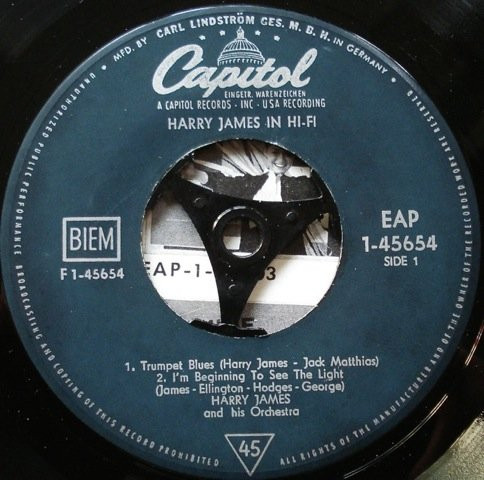 MFD. BY CARL LINDSTRÖM GES. M. B. H. IN GERMANY
Capitol
EINGETR. WARENZEICHEN
A CAPITOL RECORDS - INC - USA RECORDING
HARRY JAMES IN HI-FI
BIEM
F 1-45654
EAP
1-45654
SIDE 1
EAP-1-
1. Trumpet Blues (Harry James - Jack Matthias)
2. I'm Beginning To See The Light
(James - Ellington - Hodges - George)
HARRY JAMES
and his Orchestra
45
UNAUTHORIZED PUBLIC PERFORMANCE BROADCASTING AND COPYING OF THIS RECORD PROHIBITED
ALL RIGHTS OF THE MANUFACTURER AND OF THE OWNER OF THE RECORDED WORK RESERVED